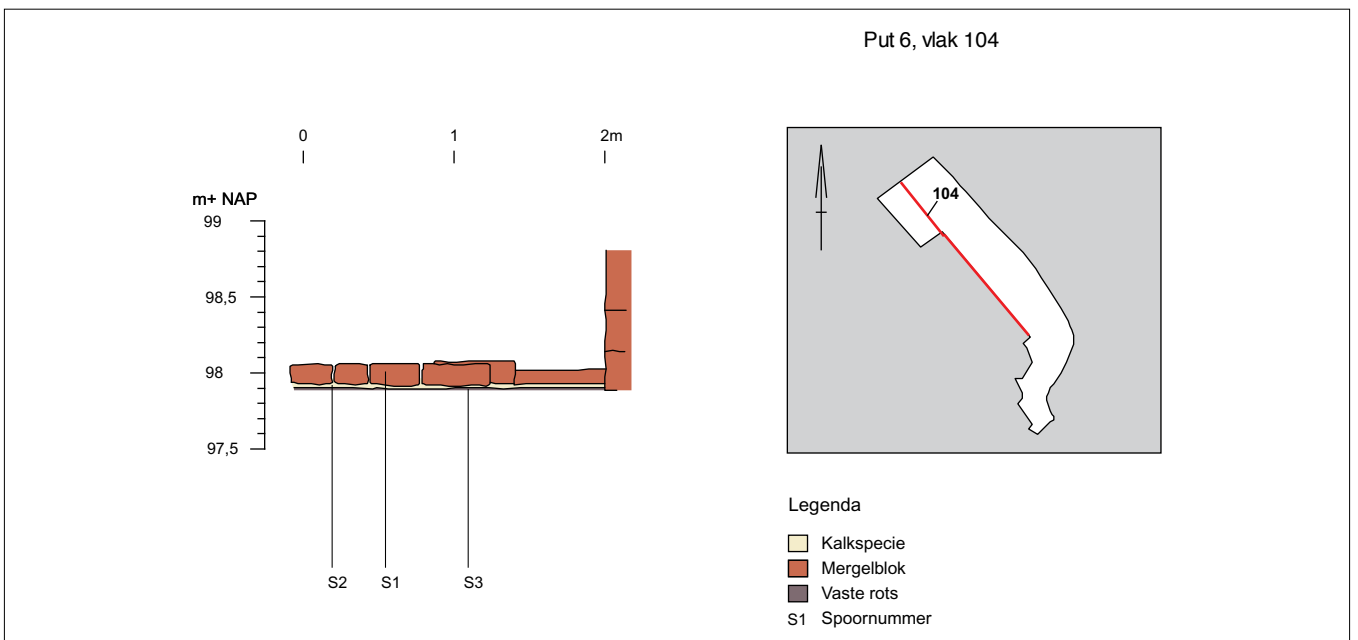 Put 6, vlak 104
0 1 2m
m+ NAP
99
98,5
98
97,5
S2 S1 S3
104
Legenda
Kalkspecie
Mergelblok
Vaste rots
S1 Spoornummer